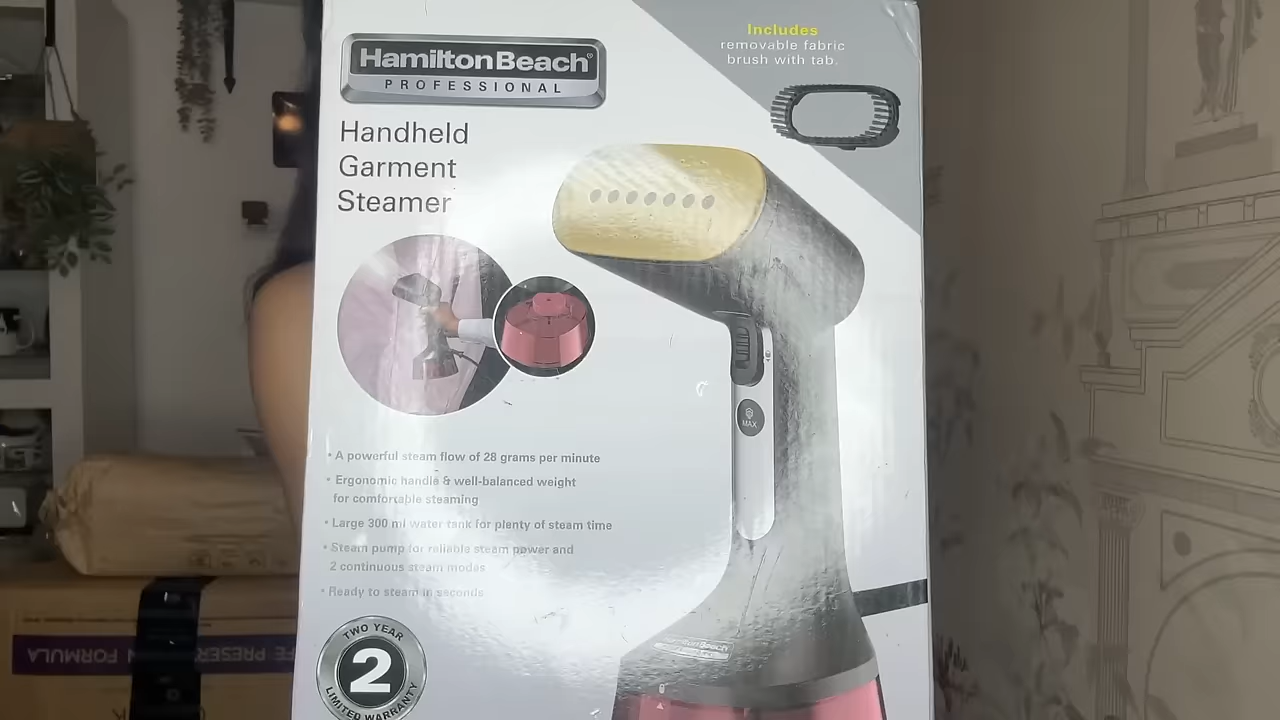 Includes
removable fabric
brush with tab.
HamiltonBeach®
PROFESSIONAL
Handheld
Garment
Steamer
MAX
• A powerful steam flow of 28 grams per minute
• Ergonomic handle & well-balanced weight
for comfortable steaming
• Large 300 ml water tank for plenty of steam time
• Steam pump for reliable steam power and
2 continuous steam modes
• Ready to steam in seconds
TWO YEAR
2
LIMITED WARRANTY
HamiltonBeach
FORMULA